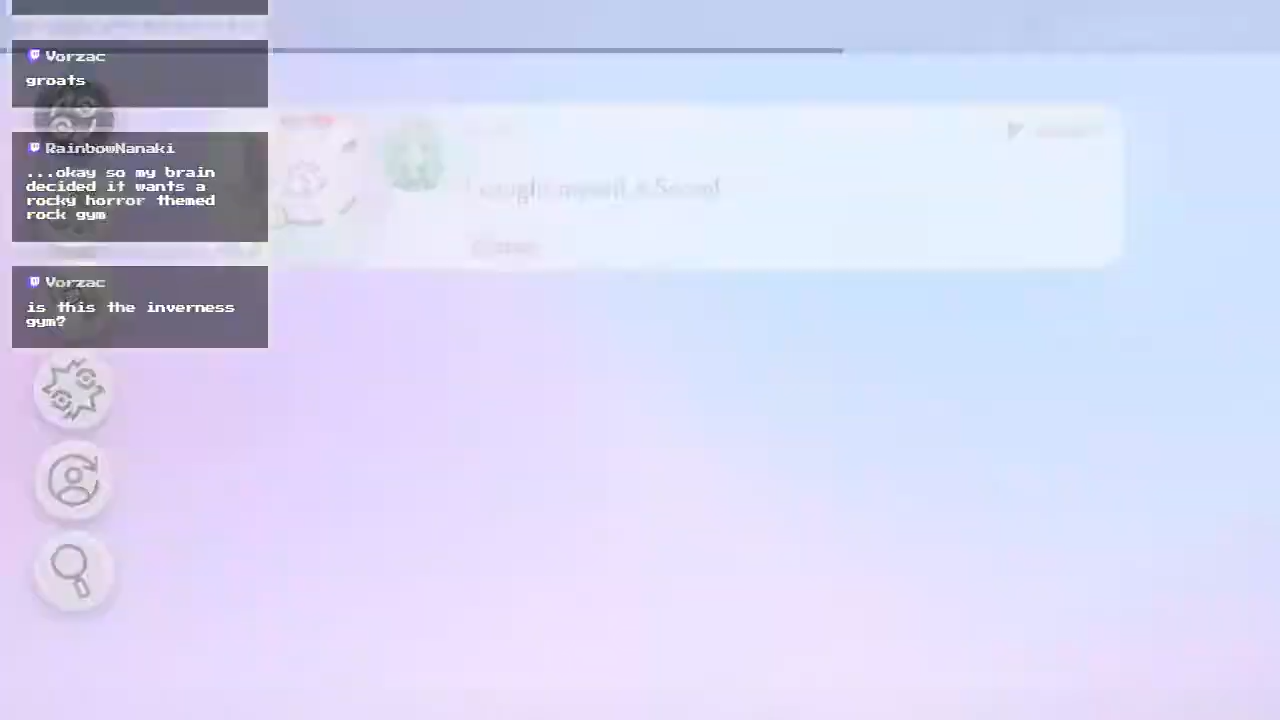 Vorzac
groats
RainbowNanaki
...okay so my brain
decided it wants a
rocky horror themed
rock gym
Vorzac
is this the inverness
gym?
myself a